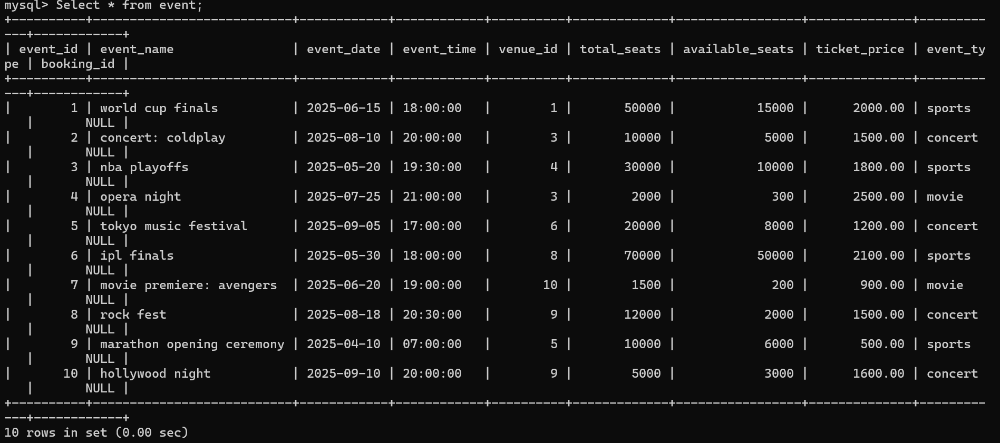 mysql> Select * from event;
+----------+---------------------------+------------+------------+----------+-------------+-----------------+--------------+---------
---+------------+
| event_id | event_name                | event_date | event_time | venue_id | total_seats | available_seats | ticket_price | event_ty
pe | booking_id |
+----------+---------------------------+------------+------------+----------+-------------+-----------------+--------------+---------
---+------------+
|        1 | world cup finals          | 2025-06-15 | 18:00:00   |        1 |       50000 |           15000 |      2000.00 | sports
   |       NULL |
|        2 | concert: coldplay         | 2025-08-10 | 20:00:00   |        3 |       10000 |            5000 |      1500.00 | concert
   |       NULL |
|        3 | nba playoffs              | 2025-05-20 | 19:30:00   |        4 |       30000 |           10000 |      1800.00 | sports
   |       NULL |
|        4 | opera night               | 2025-07-25 | 21:00:00   |        3 |        2000 |             300 |      2500.00 | movie
   |       NULL |
|        5 | tokyo music festival      | 2025-09-05 | 17:00:00   |        6 |       20000 |            8000 |      1200.00 | concert
   |       NULL |
|        6 | ipl finals                | 2025-05-30 | 18:00:00   |        8 |       70000 |           50000 |      2100.00 | sports
   |       NULL |
|        7 | movie premiere: avengers  | 2025-06-20 | 19:00:00   |       10 |        1500 |             200 |       900.00 | movie
   |       NULL |
|        8 | rock fest                 | 2025-08-18 | 20:30:00   |        9 |       12000 |            2000 |      1500.00 | concert
   |       NULL |
|        9 | marathon opening ceremony | 2025-04-10 | 07:00:00   |        5 |       10000 |            6000 |       500.00 | sports
   |       NULL |
|       10 | hollywood night           | 2025-09-10 | 20:00:00   |        9 |        5000 |            3000 |      1600.00 | concert
   |       NULL |
+----------+---------------------------+------------+------------+----------+-------------+-----------------+--------------+---------
---+------------+
10 rows in set (0.00 sec)